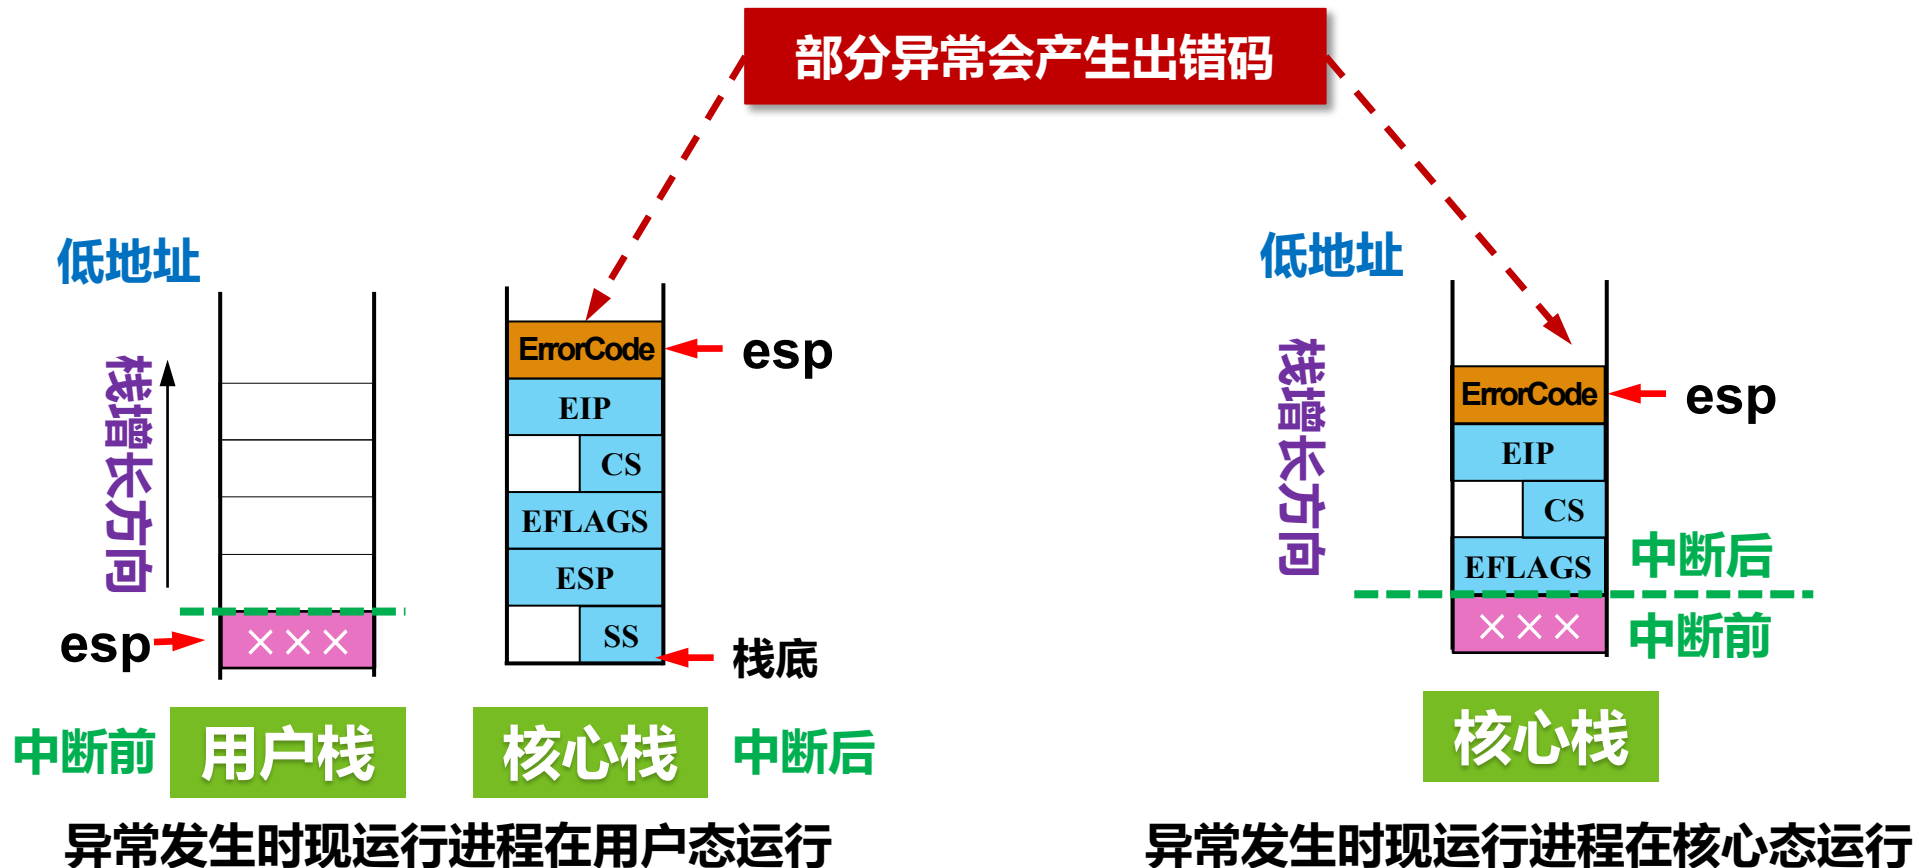 部分异常会产生出错码
低地址
栈增长方向
esp
×××
中断前
用户栈
ErrorCode
EIP
CS
EFLAGS
ESP
SS
esp
栈底
核心栈
中断后
异常发生时现运行进程在用户态运行
低地址
栈增长方向
ErrorCode
EIP
CS
EFLAGS
×××
esp
中断后
中断前
核心栈
异常发生时现运行进程在核心态运行